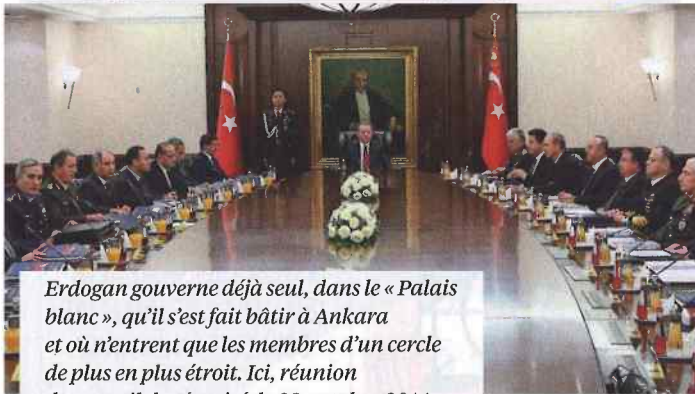 Erdogan gouverne déjà seul, dans le « Palais
blanc », qu'il s'est fait bâtir à Ankara
et où n'entrent que les membres d'un cercle
de plus en plus étroit. Ici, réunion